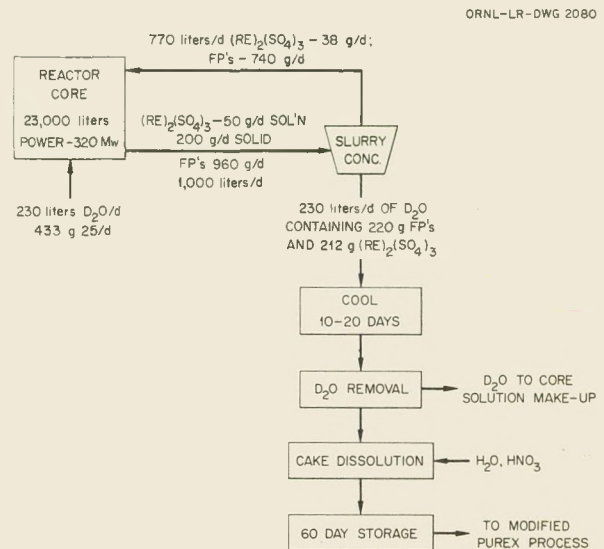 ORNL-LR-DWG 2080
770 liters/d (RE)₂(SO₄)₃ – 38 g/d;
FP's – 740 g/d
REACTOR
CORE
23,000 liters
POWER – 320 Mw
(RE)₂(SO₄)₃ – 50 g/d SOL'N
200 g/d SOLID
FP's 960 g/d
1,000 liters/d
SLURRY
CONC.
230 liters D₂O/d
433 g 25/d
230 liters/d OF D₂O
CONTAINING 220 g FP's
AND 212 g (RE)₂(SO₄)₃
COOL
10–20 DAYS
D₂O REMOVAL
D₂O TO CORE
SOLUTION MAKE-UP
CAKE DISSOLUTION
H₂O, HNO₃
60 DAY STORAGE
TO MODIFIED
PUREX PROCESS